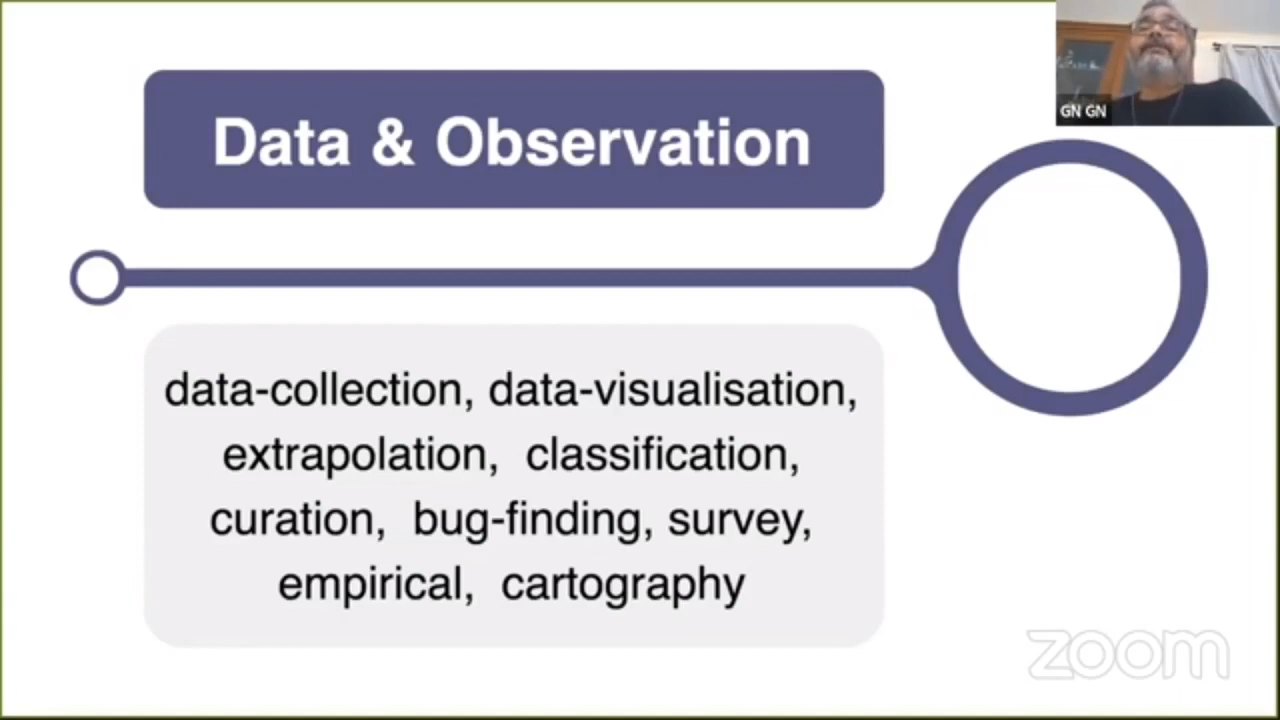 GN GN
Data & Observation
data-collection, data-visualisation,
extrapolation,  classification,
curation,  bug-finding, survey,
empirical,  cartography
zoom